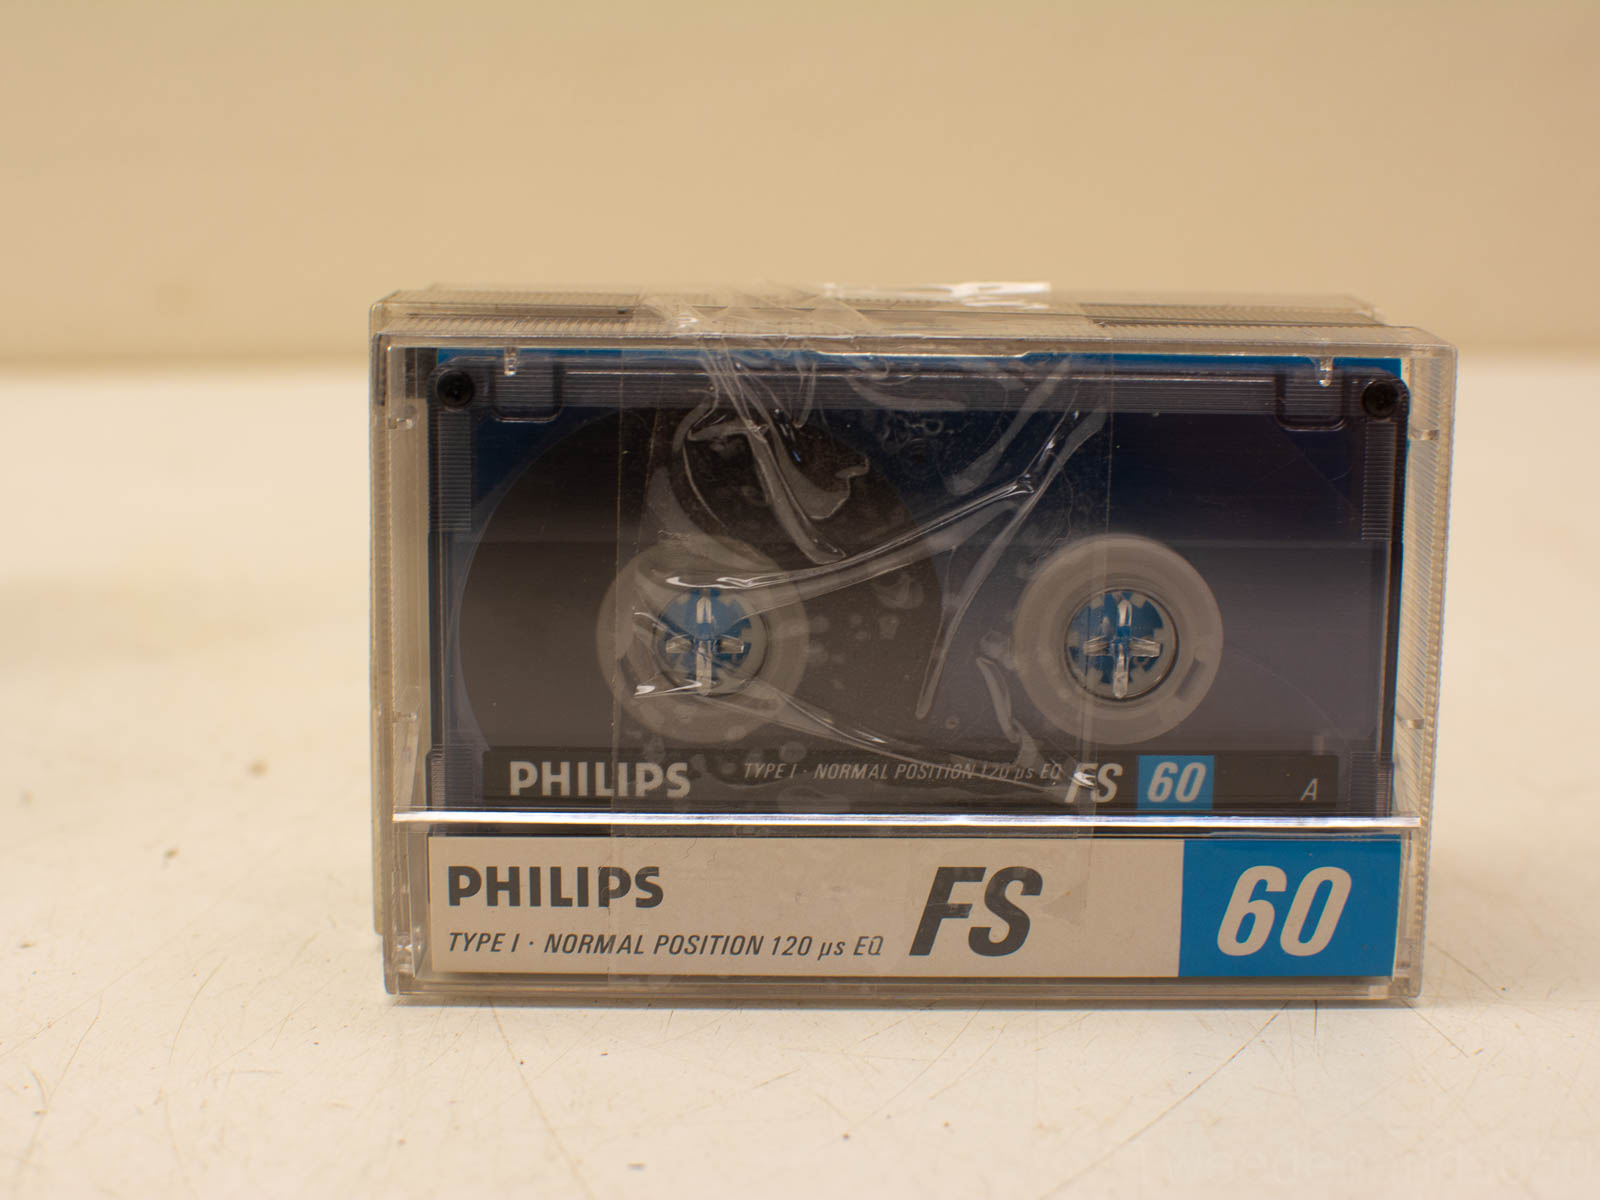 PHILIPS TYPE I · NORMAL POSITION 120 µs EQ FS 60 A
PHILIPS FS 60
TYPE I · NORMAL POSITION 120 µs EQ